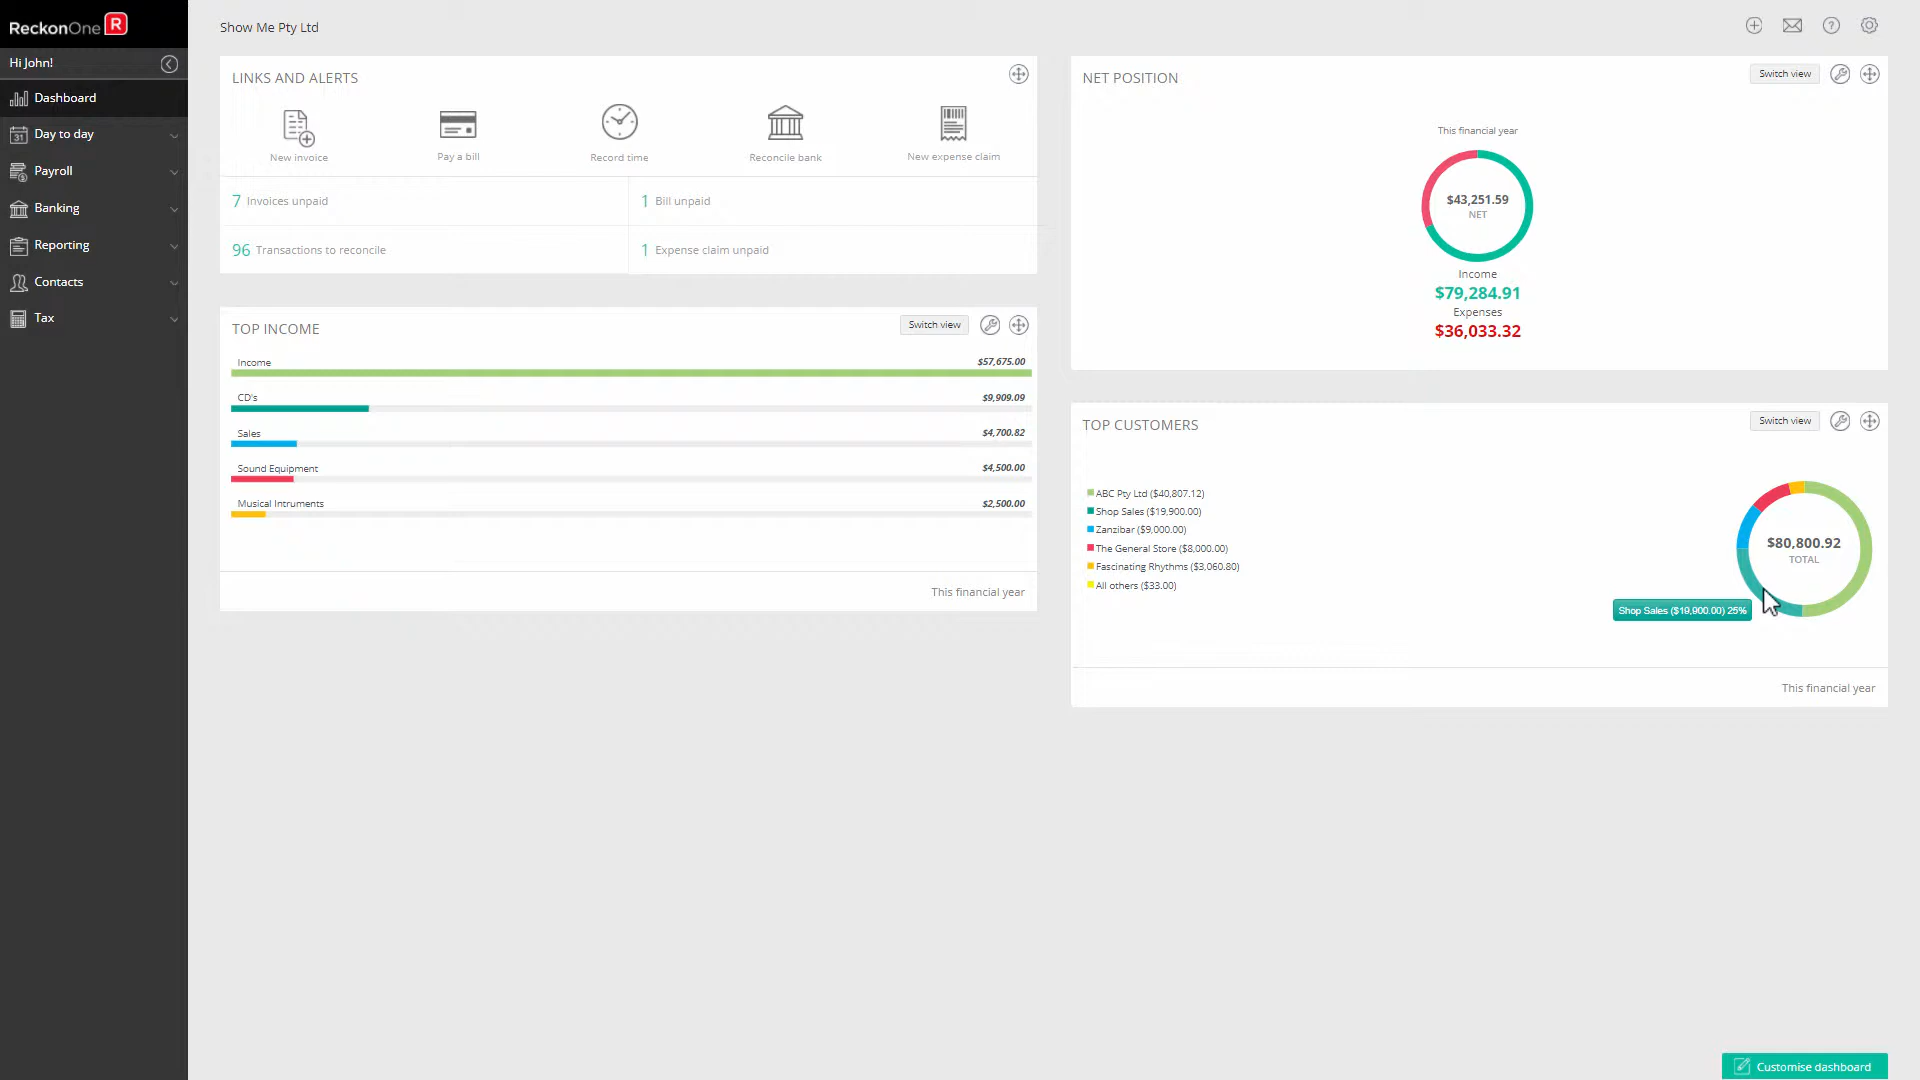 ReckonOne R
Hi John!
Dashboard
31 Day to day
Payroll
Banking
Reporting
Contacts
Tax
Show Me Pty Ltd
?
LINKS AND ALERTS
New invoice
Pay a bill
Record time
Reconcile bank
New expense claim
7 Invoices unpaid
1 Bill unpaid
96 Transactions to reconcile
1 Expense claim unpaid
TOP INCOME
Switch view
Income $57,675.00
CD's $9,909.09
Sales $4,700.82
Sound Equipment $4,500.00
Musical Intruments $2,500.00
This financial year
NET POSITION
Switch view
This financial year
$43,251.59
NET
Income
$79,284.91
Expenses
$36,033.32
TOP CUSTOMERS
Switch view
ABC Pty Ltd ($40,807.12)
Shop Sales ($19,900.00)
Zanzibar ($9,000.00)
The General Store ($8,000.00)
Fascinating Rhythms ($3,060.80)
All others ($33.00)
$80,800.92
TOTAL
Shop Sales ($19,900.00) 25%
This financial year
Customise dashboard